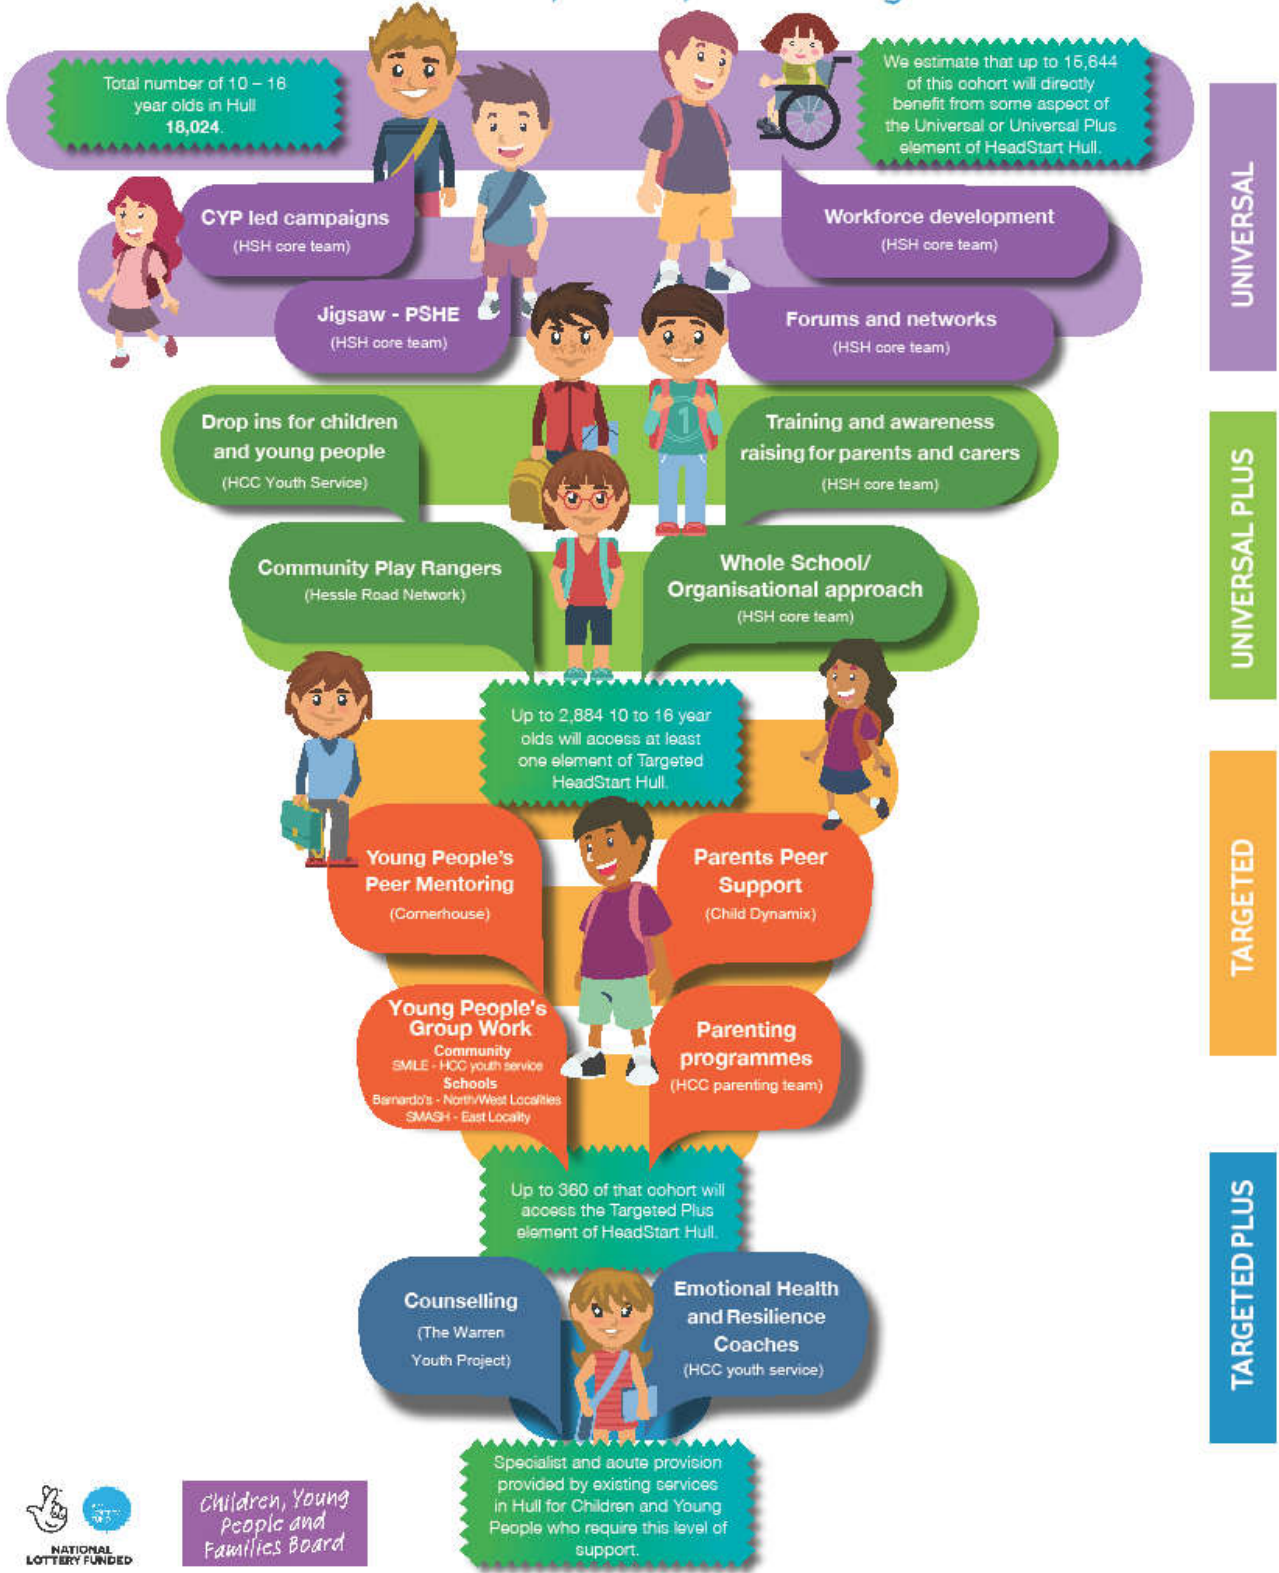 Total number of 10 – 16
year olds in Hull
18,024.
We estimate that up to 15,644
of this cohort will directly
benefit from some aspect of
the Universal or Universal Plus
element of HeadStart Hull.
UNIVERSAL
CYP led campaigns
(HSH core team)
Workforce development
(HSH core team)
Jigsaw - PSHE
(HSH core team)
Forums and networks
(HSH core team)
UNIVERSAL PLUS
Drop ins for children
and young people
(HCC Youth Service)
Training and awareness
raising for parents and carers
(HSH core team)
1
Community Play Rangers
(Hessle Road Network)
Whole School/
Organisational approach
(HSH core team)
Up to 2,884 10 to 16 year
olds will access at least
one element of Targeted
HeadStart Hull.
TARGETED
Young People's
Peer Mentoring
(Cornerhouse)
Parents Peer
Support
(Child Dynamix)
Young People's
Group Work
Community
SMILE - HCC youth service
Schools
Barnardo's - North/West Localities
SMASH - East Locality
Parenting
programmes
(HCC parenting team)
Up to 360 of that cohort will
access the Targeted Plus
element of HeadStart Hull.
TARGETED PLUS
Counselling
(The Warren
Youth Project)
Emotional Health
and Resilience
Coaches
(HCC youth service)
Specialist and acute provision
provided by existing services
in Hull for Children and Young
People who require this level of
support.
NATIONAL
LOTTERY FUNDED
Children, Young
People and
Families Board